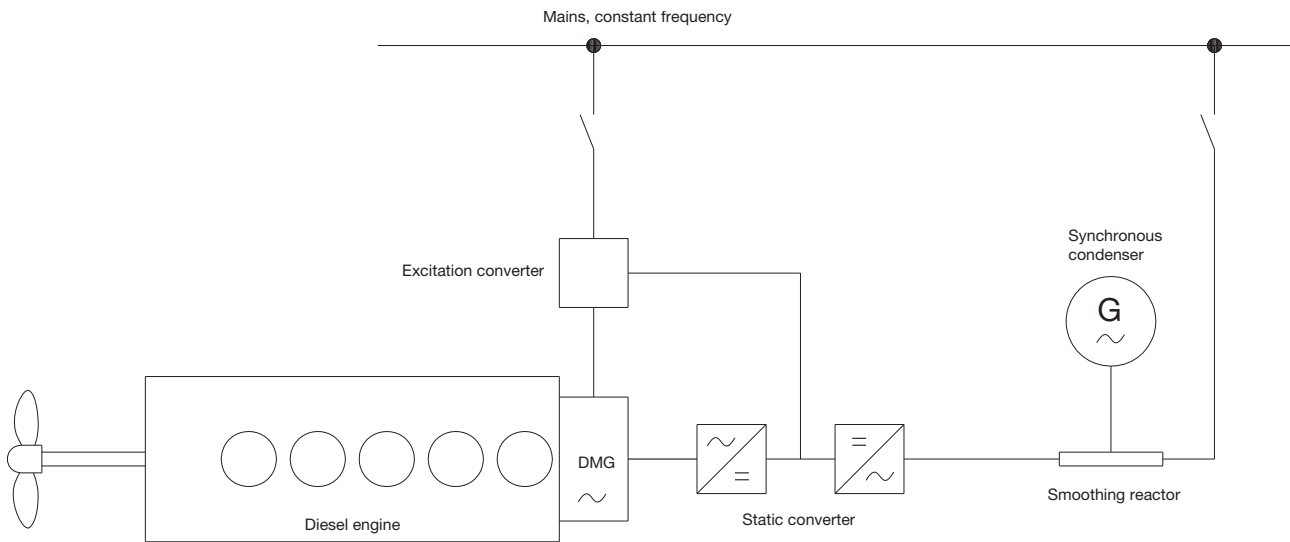 Mains, constant frequency
Synchronous
condenser
Excitation converter
G
DMG
Smoothing reactor
Static converter
Diesel engine